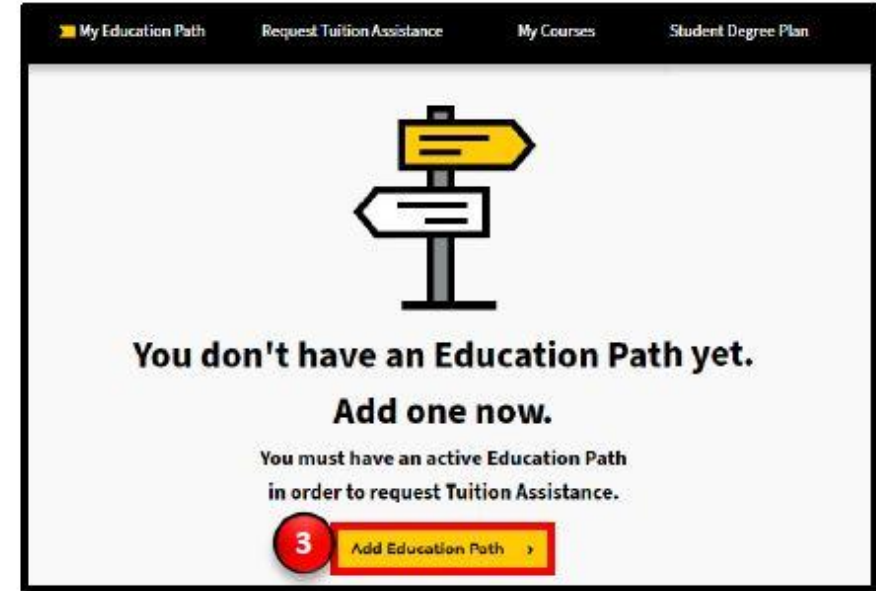 My Education Path Request Tuition Assistance My Courses Student Degree Plan
You don't have an Education Path yet.
Add one now.
You must have an active Education Path
in order to request Tuition Assistance.
3 Add Education Path ›